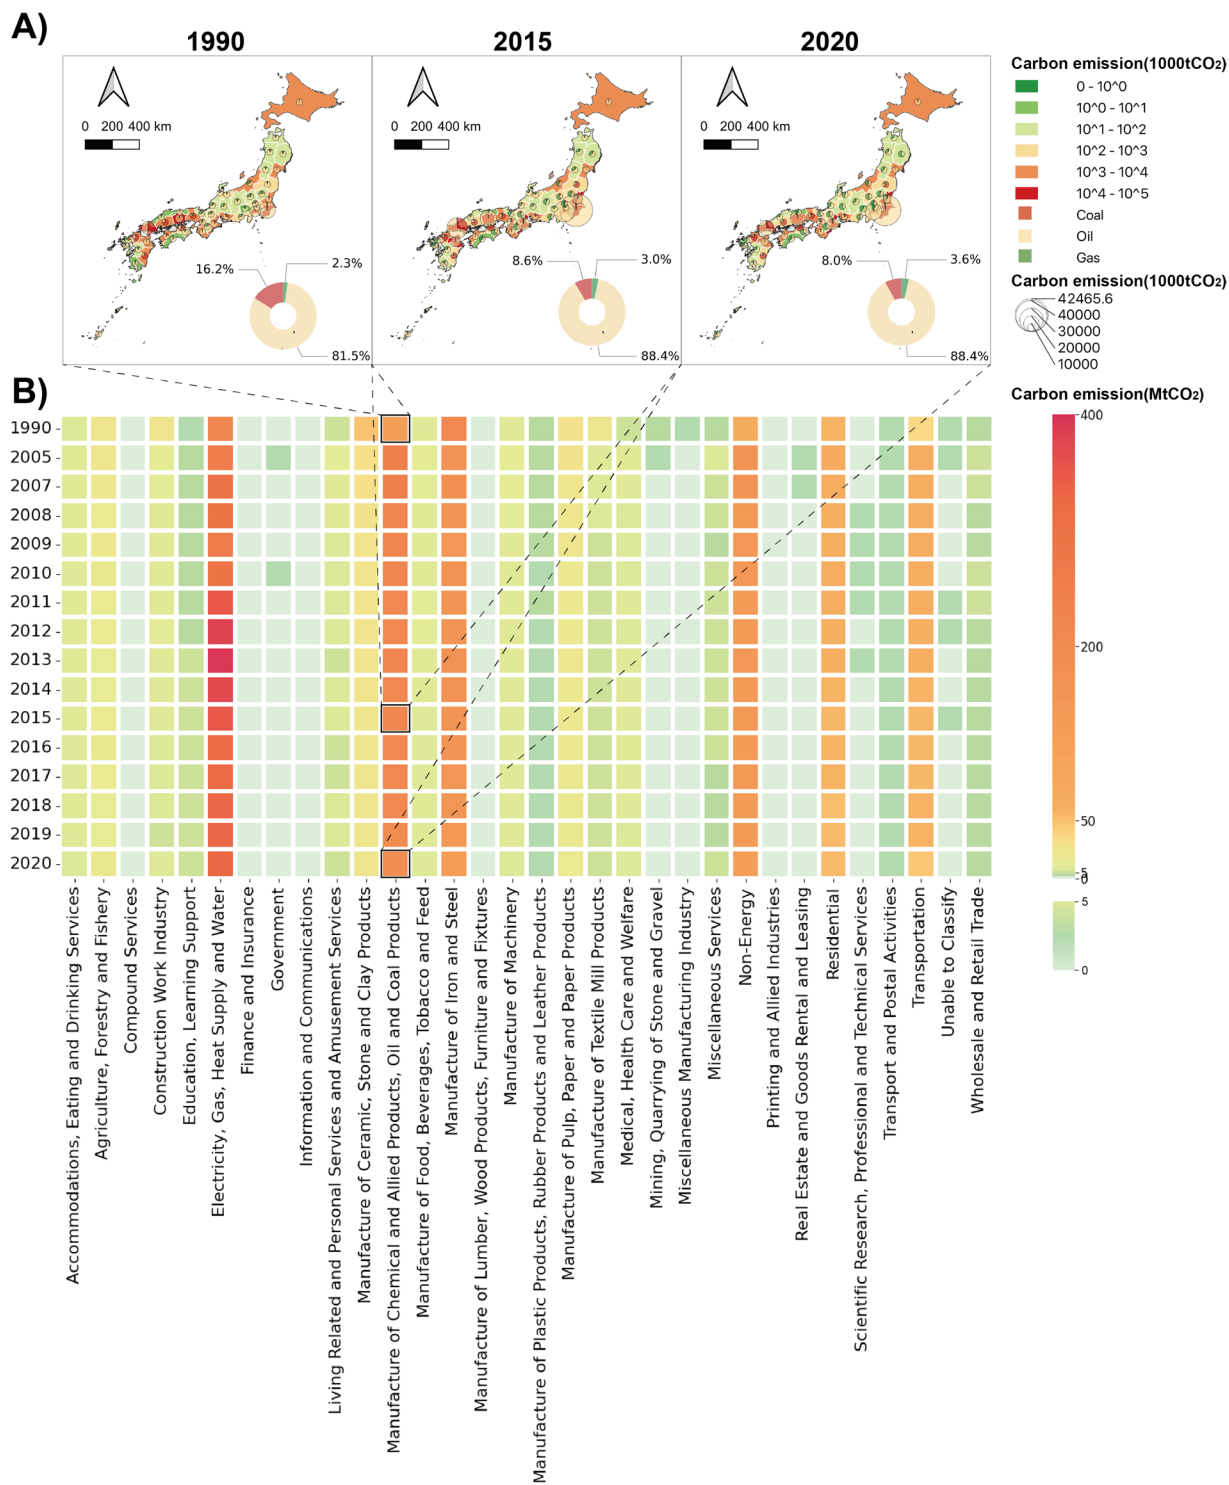 A)
1990
2015
2020
0 200 400 km
0 200 400 km
0 200 400 km
16.2%
2.3%
81.5%
8.6%
3.0%
88.4%
8.0%
3.6%
88.4%
Carbon emission(1000tCO₂)
0 - 10^0
10^0 - 10^1
10^1 - 10^2
10^2 - 10^3
10^3 - 10^4
10^4 - 10^5
Coal
Oil
Gas
Carbon emission(1000tCO₂)
42465.6
40000
30000
20000
10000
B)
1990
2005
2007
2008
2009
2010
2011
2012
2013
2014
2015
2016
2017
2018
2019
2020
Accommodations, Eating and Drinking Services
Agriculture, Forestry and Fishery
Compound Services
Construction Work Industry
Education, Learning Support
Electricity, Gas, Heat Supply and Water
Finance and Insurance
Government
Information and Communications
Living Related and Personal Services and Amusement Services
Manufacture of Ceramic, Stone and Clay Products
Manufacture of Chemical and Allied Products, Oil and Coal Products
Manufacture of Food, Beverages, Tobacco and Feed
Manufacture of Iron and Steel
Manufacture of Lumber, Wood Products, Furniture and Fixtures
Manufacture of Machinery
Manufacture of Plastic Products, Rubber Products and Leather Products
Manufacture of Pulp, Paper and Paper Products
Manufacture of Textile Mill Products
Medical, Health Care and Welfare
Mining, Quarrying of Stone and Gravel
Miscellaneous Manufacturing Industry
Miscellaneous Services
Non-Energy
Printing and Allied Industries
Real Estate and Goods Rental and Leasing
Residential
Scientific Research, Professional and Technical Services
Transport and Postal Activities
Transportation
Unable to Classify
Wholesale and Retail Trade
Carbon emission(MtCO₂)
400
200
50
5
0
5
0